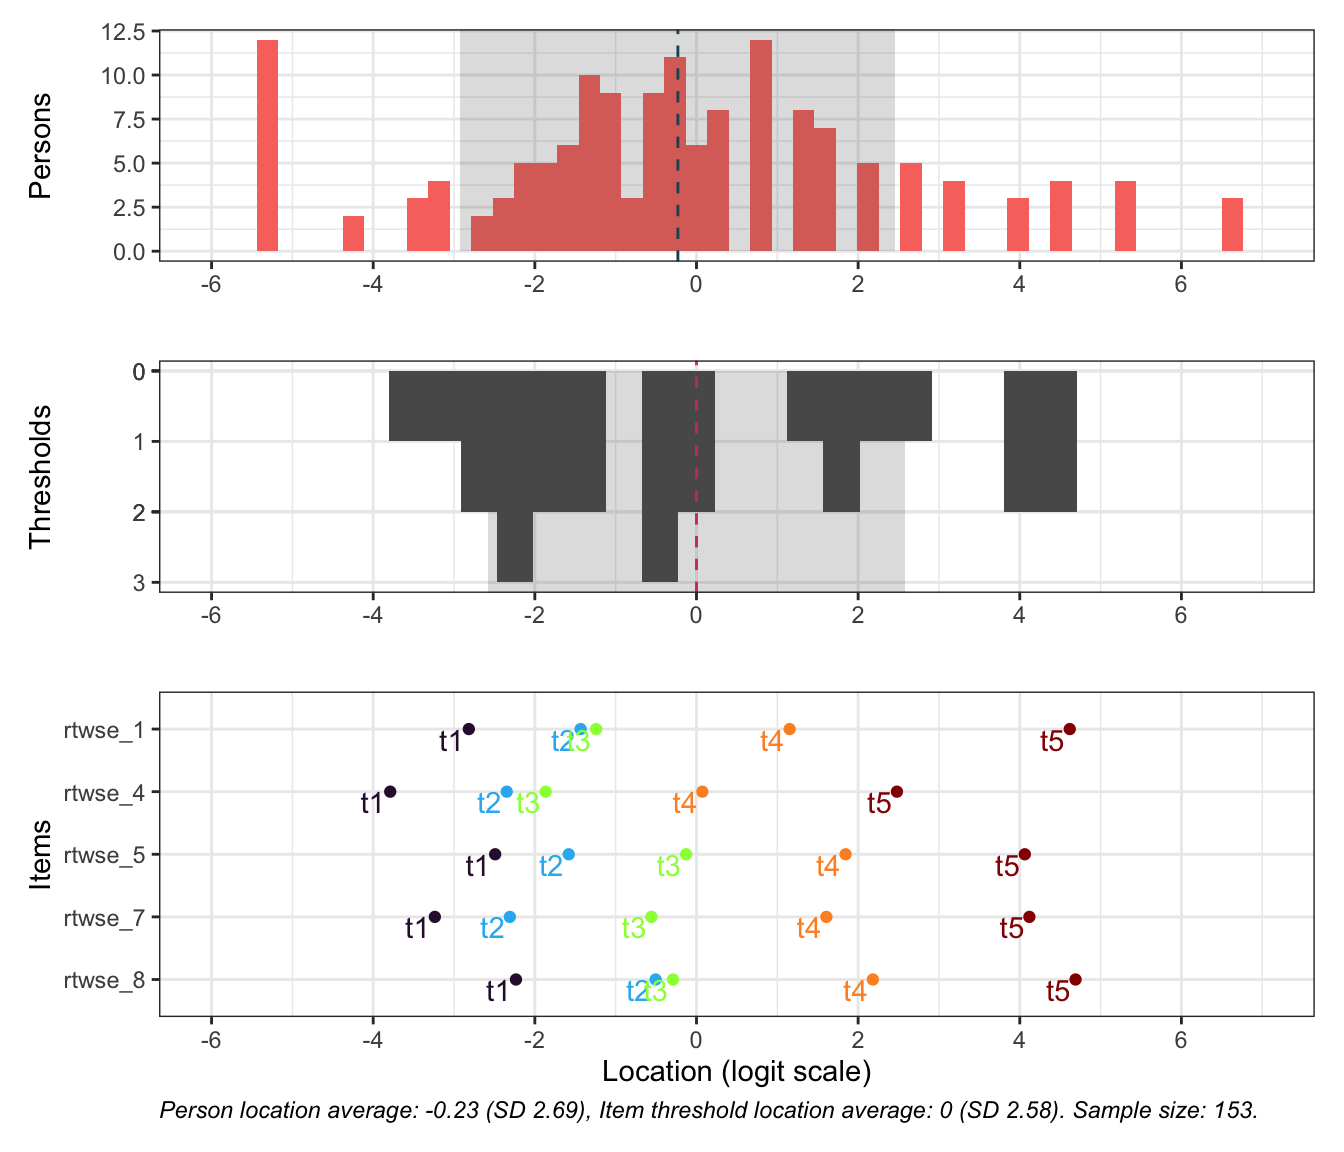 Persons
12.5
10.0
7.5
5.0
2.5
0.0
-6 -4 -2 0 2 4 6
Thresholds
0
1
2
3
-6 -4 -2 0 2 4 6
Items
rtwse_1 t1 t2 t3 t4 t5
rtwse_4 t1 t2 t3 t4 t5
rtwse_5 t1 t2 t3 t4 t5
rtwse_7 t1 t2 t3 t4 t5
rtwse_8 t1 t2 t3 t4 t5
-6 -4 -2 0 2 4 6
Location (logit scale)
Person location average: -0.23 (SD 2.69), Item threshold location average: 0 (SD 2.58). Sample size: 153.